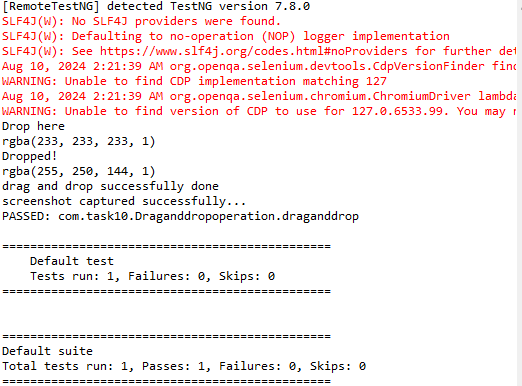 [RemoteTestNG] detected TestNG version 7.8.0
SLF4J(W): No SLF4J providers were found.
SLF4J(W): Defaulting to no-operation (NOP) logger implementation
SLF4J(W): See https://www.slf4j.org/codes.html#noProviders for further det
Aug 10, 2024 2:21:39 AM org.openqa.selenium.devtools.CdpVersionFinder find
WARNING: Unable to find CDP implementation matching 127
Aug 10, 2024 2:21:39 AM org.openqa.selenium.chromium.ChromiumDriver lambda
WARNING: Unable to find version of CDP to use for 127.0.6533.99. You may n
Drop here
rgba(233, 233, 233, 1)
Dropped!
rgba(255, 250, 144, 1)
drag and drop successfully done
screenshot captured successfully...
PASSED: com.task10.Draganddropoperation.draganddrop
===============================================
Default test
Tests run: 1, Failures: 0, Skips: 0
===============================================
===============================================
Default suite
Total tests run: 1, Passes: 1, Failures: 0, Skips: 0
===============================================